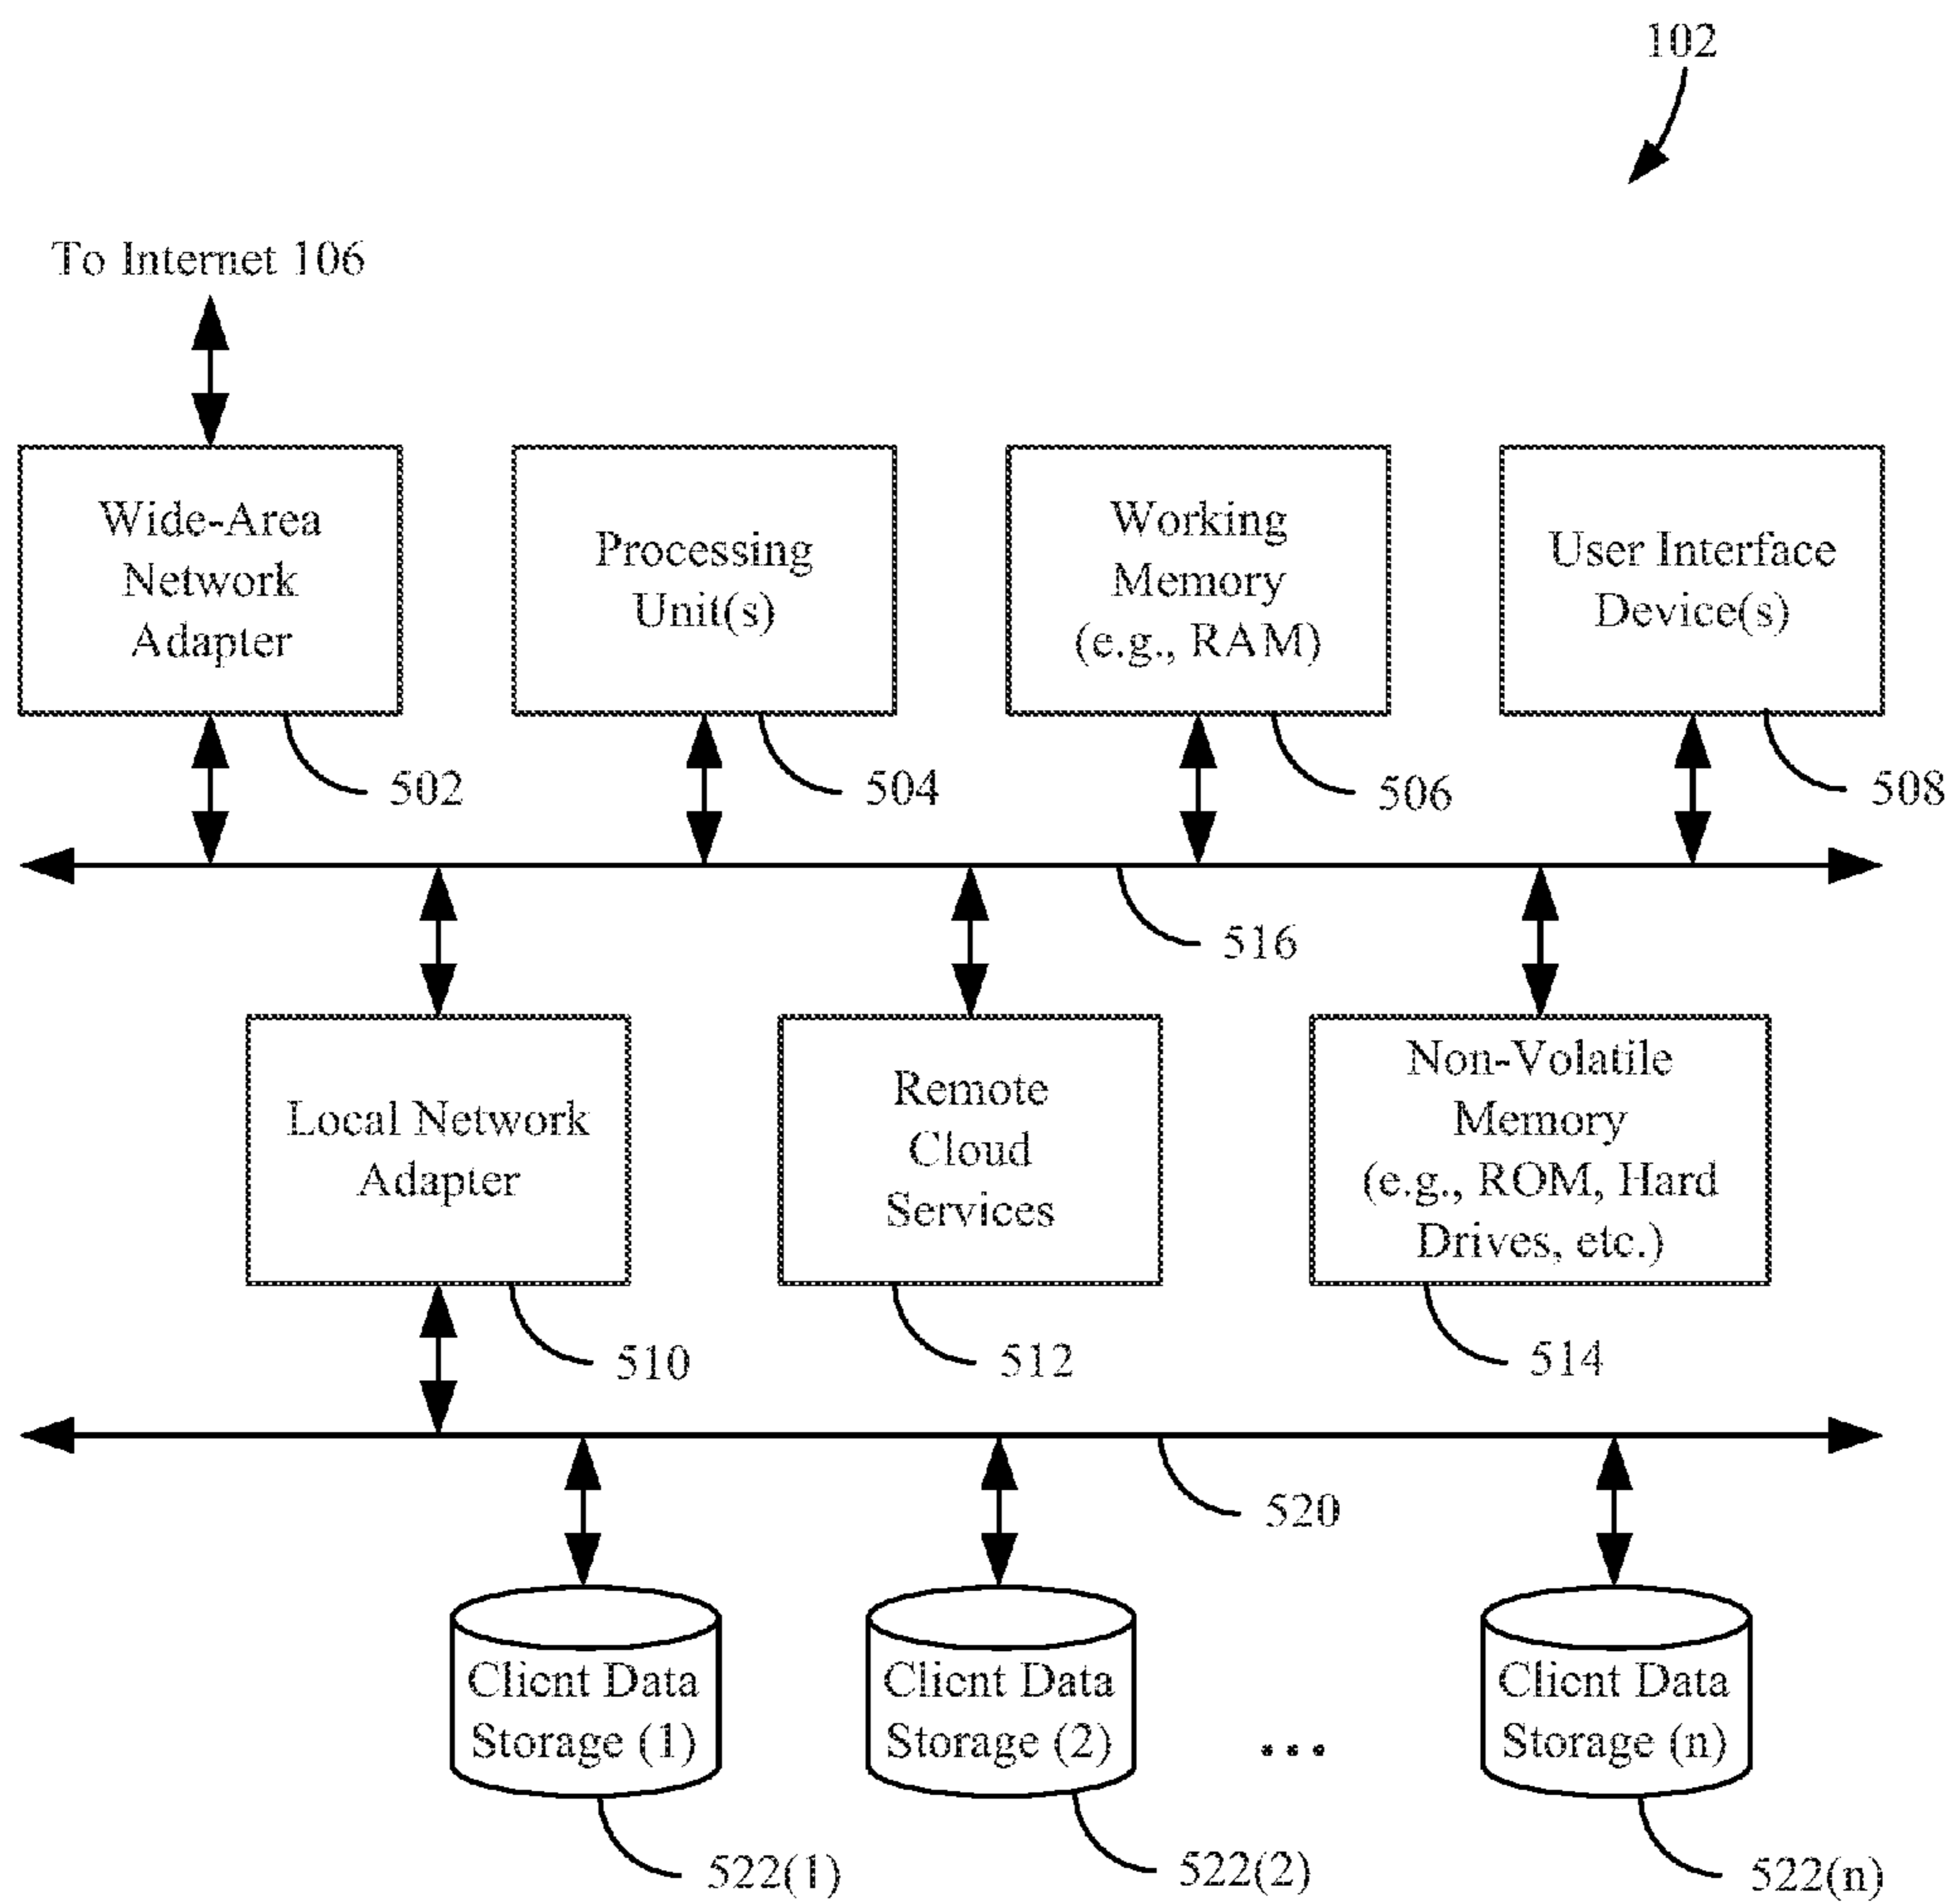 102
To Internet 106
Wide-Area
Network
Adapter
Processing
Unit(s)
Working
Memory
(e.g., RAM)
User Interface
Device(s)
502
504
506
508
516
Local Network
Adapter
Remote
Cloud
Services
Non-Volatile
Memory
(e.g., ROM, Hard
Drives, etc.)
510
512
514
520
Client Data
Storage (1)
Client Data
Storage (2)
...
Client Data
Storage (n)
522(1)
522(2)
522(n)